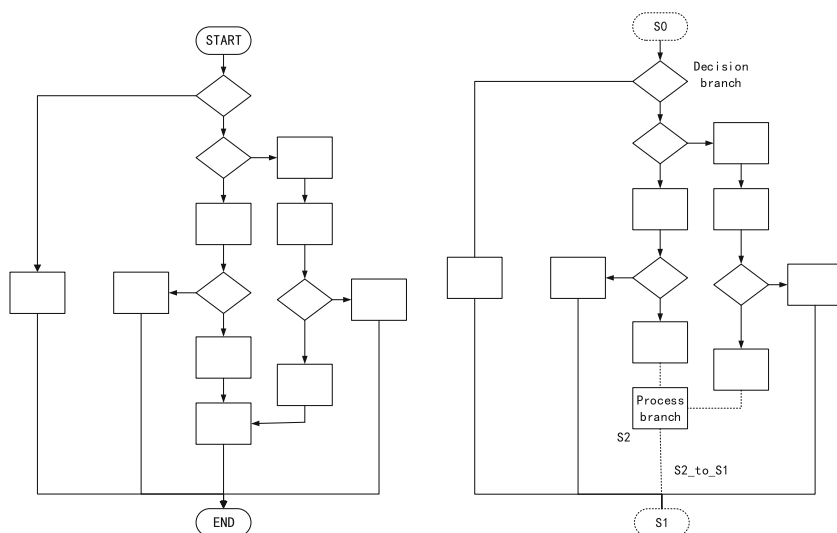 START
END
S0
Decision
branch
Process
branch
S2
S2_to_S1
S1